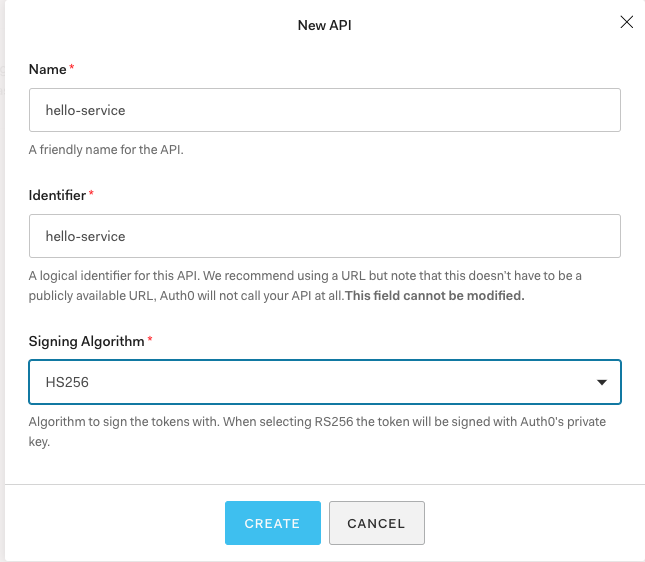 New API
Name *
hello-service
A friendly name for the API.
Identifier *
hello-service
A logical identifier for this API. We recommend using a URL but note that this doesn't have to be a
publicly available URL, Auth0 will not call your API at all.This field cannot be modified.
Signing Algorithm *
HS256
Algorithm to sign the tokens with. When selecting RS256 the token will be signed with Auth0's private
key.
CREATE
CANCEL